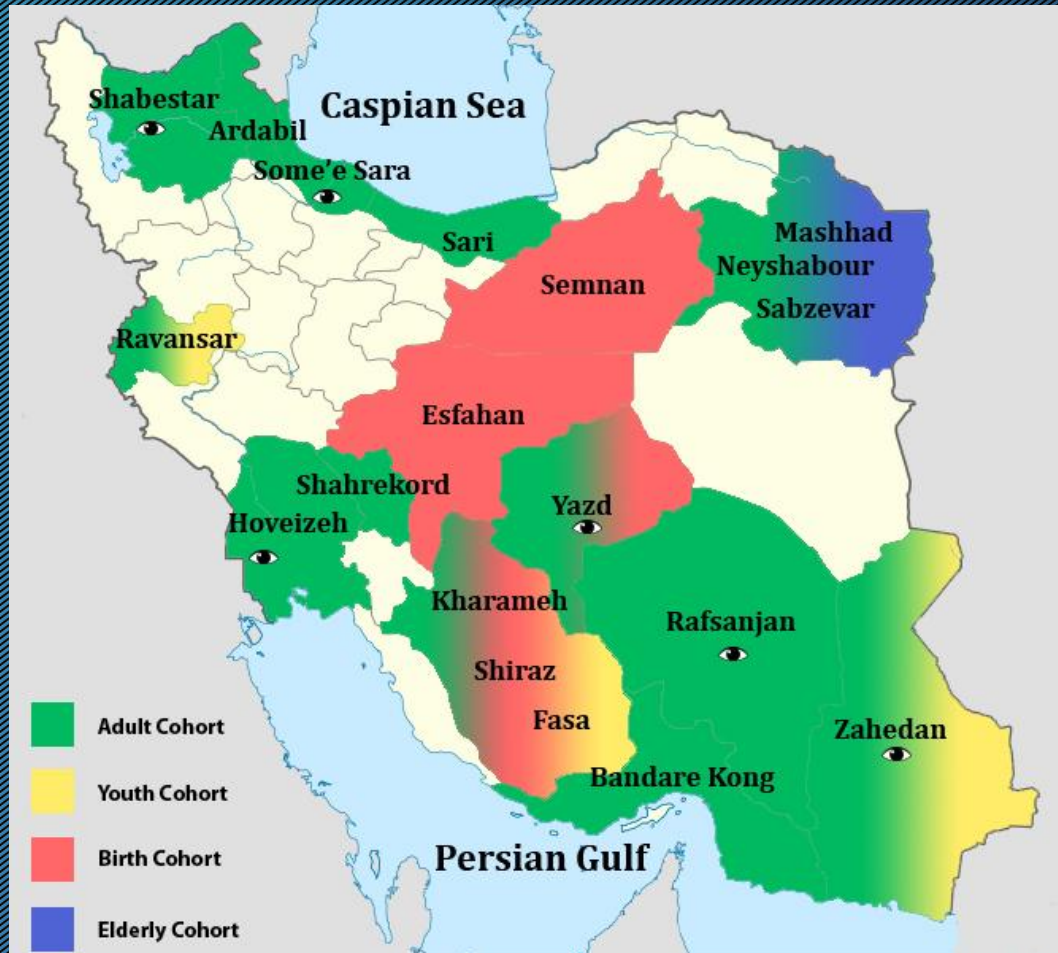 Shabestar
Caspian Sea
Ardabil
Some'e Sara
Sari
Mashhad
Neyshabour
Semnan
Sabzevar
Ravansar
Esfahan
Shahrekord
Yazd
Hoveizeh
Kharameh
Rafsanjan
Shiraz
Fasa
Zahedan
Bandare Kong
Persian Gulf
Adult Cohort
Youth Cohort
Birth Cohort
Elderly Cohort